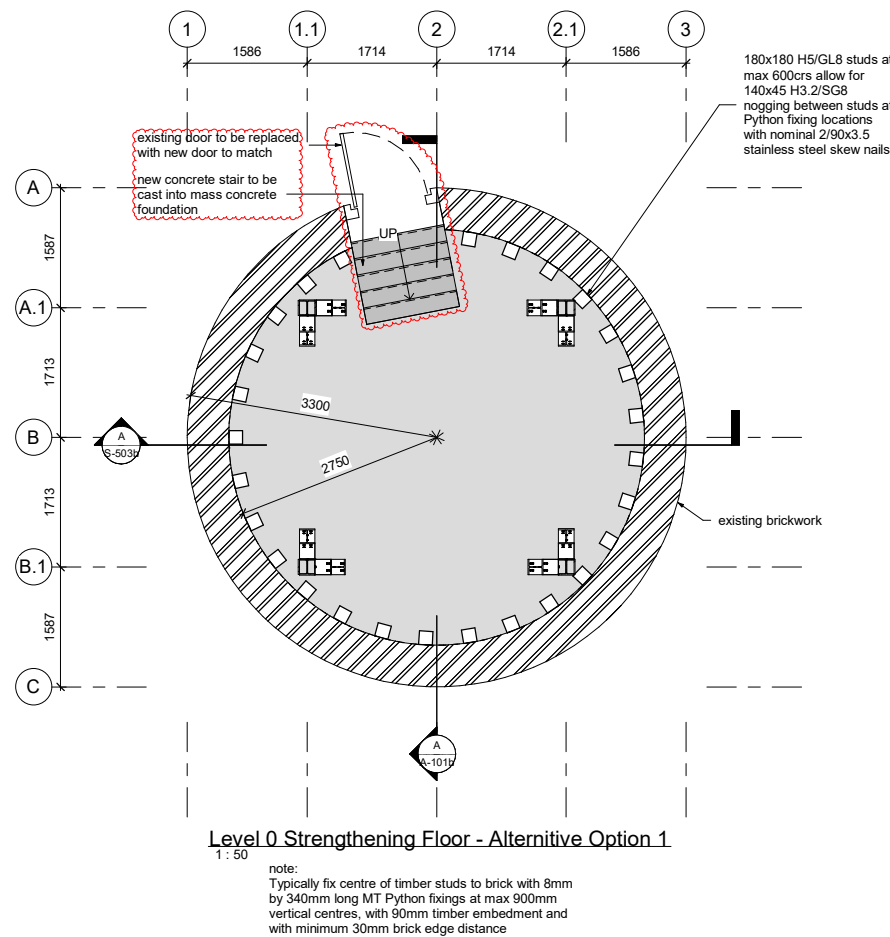 1
1.1
2
2.1
3
1586
1714
1714
1586
180x180 H5/GL8 studs at
max 600crs allow for
140x45 H3.2/SG8
nogging between studs at
Python fixing locations
with nominal 2/90x3.5
stainless steel skew nails
existing door to be replaced
with new door to match
new concrete stair to be
cast into mass concrete
foundation
A
1587
UP
A.1
1713
3300
B
A
S-503b
2750
1713
existing brickwork
B.1
1587
C
A
A-101b
Level 0 Strengthening Floor - Alternitive Option 1
1 : 50
note:
Typically fix centre of timber studs to brick with 8mm
by 340mm long MT Python fixings at max 900mm
vertical centres, with 90mm timber embedment and
with minimum 30mm brick edge distance